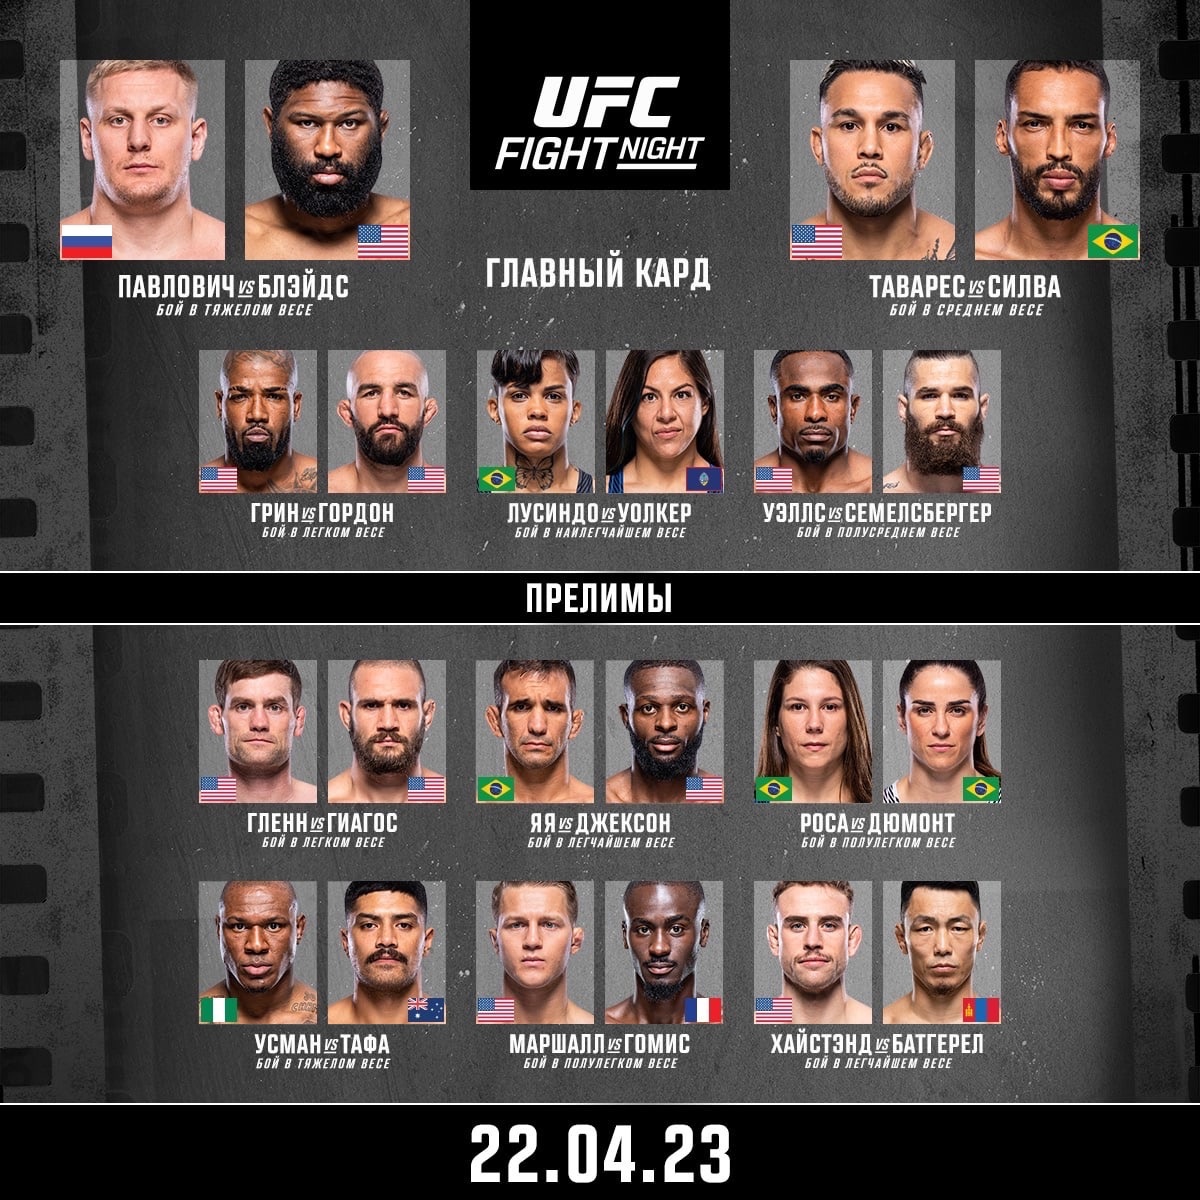 UFC
FIGHT NIGHT
ПАВЛОВИЧ VS БЛЭЙДС
БОЙ В ТЯЖЕЛОМ ВЕСЕ
ГЛАВНЫЙ КАРД
ТАВАРЕС VS СИЛВА
БОЙ В СРЕДНЕМ ВЕСЕ
ГРИН VS ГОРДОН
БОЙ В ЛЕГКОМ ВЕСЕ
ЛУСИНДО VS УОЛКЕР
БОЙ В НАИЛЕГЧАЙШЕМ ВЕСЕ
УЭЛЛС VS СЕМЕЛСБЕРГЕР
БОЙ В ПОЛУСРЕДНЕМ ВЕСЕ
ПРЕЛИМЫ
ГЛЕНН VS ГИАГОС
БОЙ В ЛЕГКОМ ВЕСЕ
ЯЯ VS ДЖЕКСОН
БОЙ В ЛЕГЧАЙШЕМ ВЕСЕ
РОСА VS ДЮМОНТ
БОЙ В ПОЛУЛЕГКОМ ВЕСЕ
УСМАН VS ТАФА
БОЙ В ТЯЖЕЛОМ ВЕСЕ
МАРШАЛЛ VS ГОМИС
БОЙ В ПОЛУЛЕГКОМ ВЕСЕ
ХАЙСТЭНД VS БАТГЕРЕЛ
БОЙ В ЛЕГЧАЙШЕМ ВЕСЕ
22.04.23